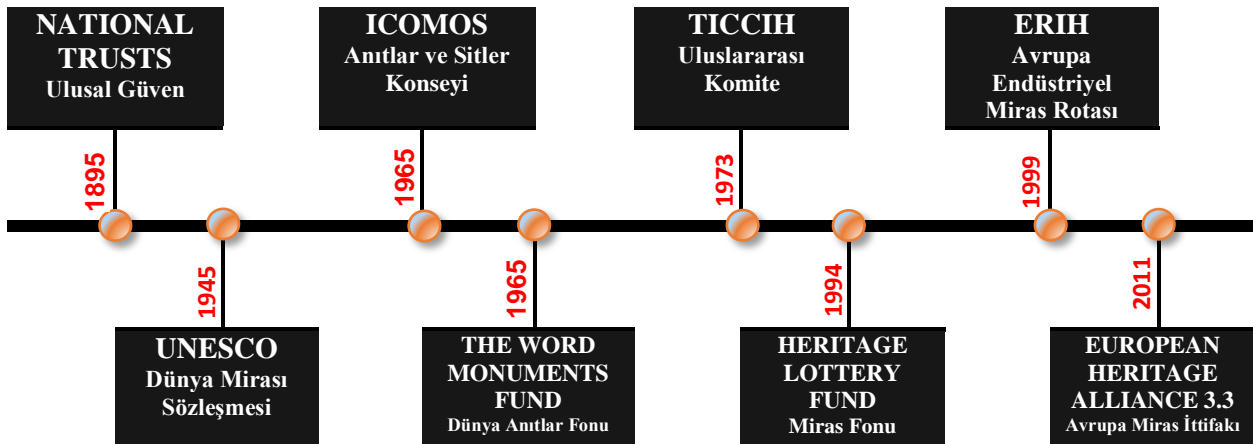 NATIONAL
TRUSTS
Ulusal Güven
1895
UNESCO
Dünya Mirası
Sözleşmesi
1945
ICOMOS
Anıtlar ve Sitler
Konseyi
1965
THE WORD
MONUMENTS
FUND
Dünya Anıtlar Fonu
1965
TICCIH
Uluslararası
Komite
1973
HERITAGE
LOTTERY
FUND
Miras Fonu
1994
ERIH
Avrupa
Endüstriyel
Miras Rotası
1999
EUROPEAN
HERITAGE
ALLIANCE 3.3
Avrupa Miras İttifakı
2011